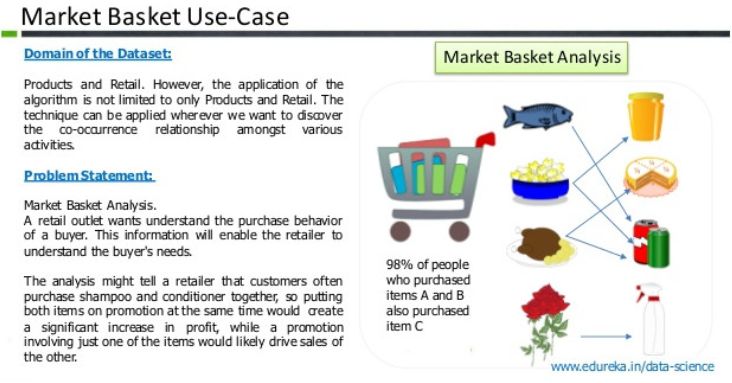 Market Basket Use-Case
Domain of the Dataset:
Products and Retail. However, the application of the
algorithm is not limited to only Products and Retail. The
technique can be applied wherever we want to discover
the co-occurrence relationship amongst various
activities.
Problem Statement:
Market Basket Analysis.
A retail outlet wants understand the purchase behavior
of a buyer. This information will enable the retailer to
understand the buyer's needs.
The analysis might tell a retailer that customers often
purchase shampoo and conditioner together, so putting
both items on promotion at the same time would create
a significant increase in profit, while a promotion
involving just one of the items would likely drive sales of
the other.
Market Basket Analysis
98% of people
who purchased
items A and B
also purchased
item C
www.edureka.in/data-science